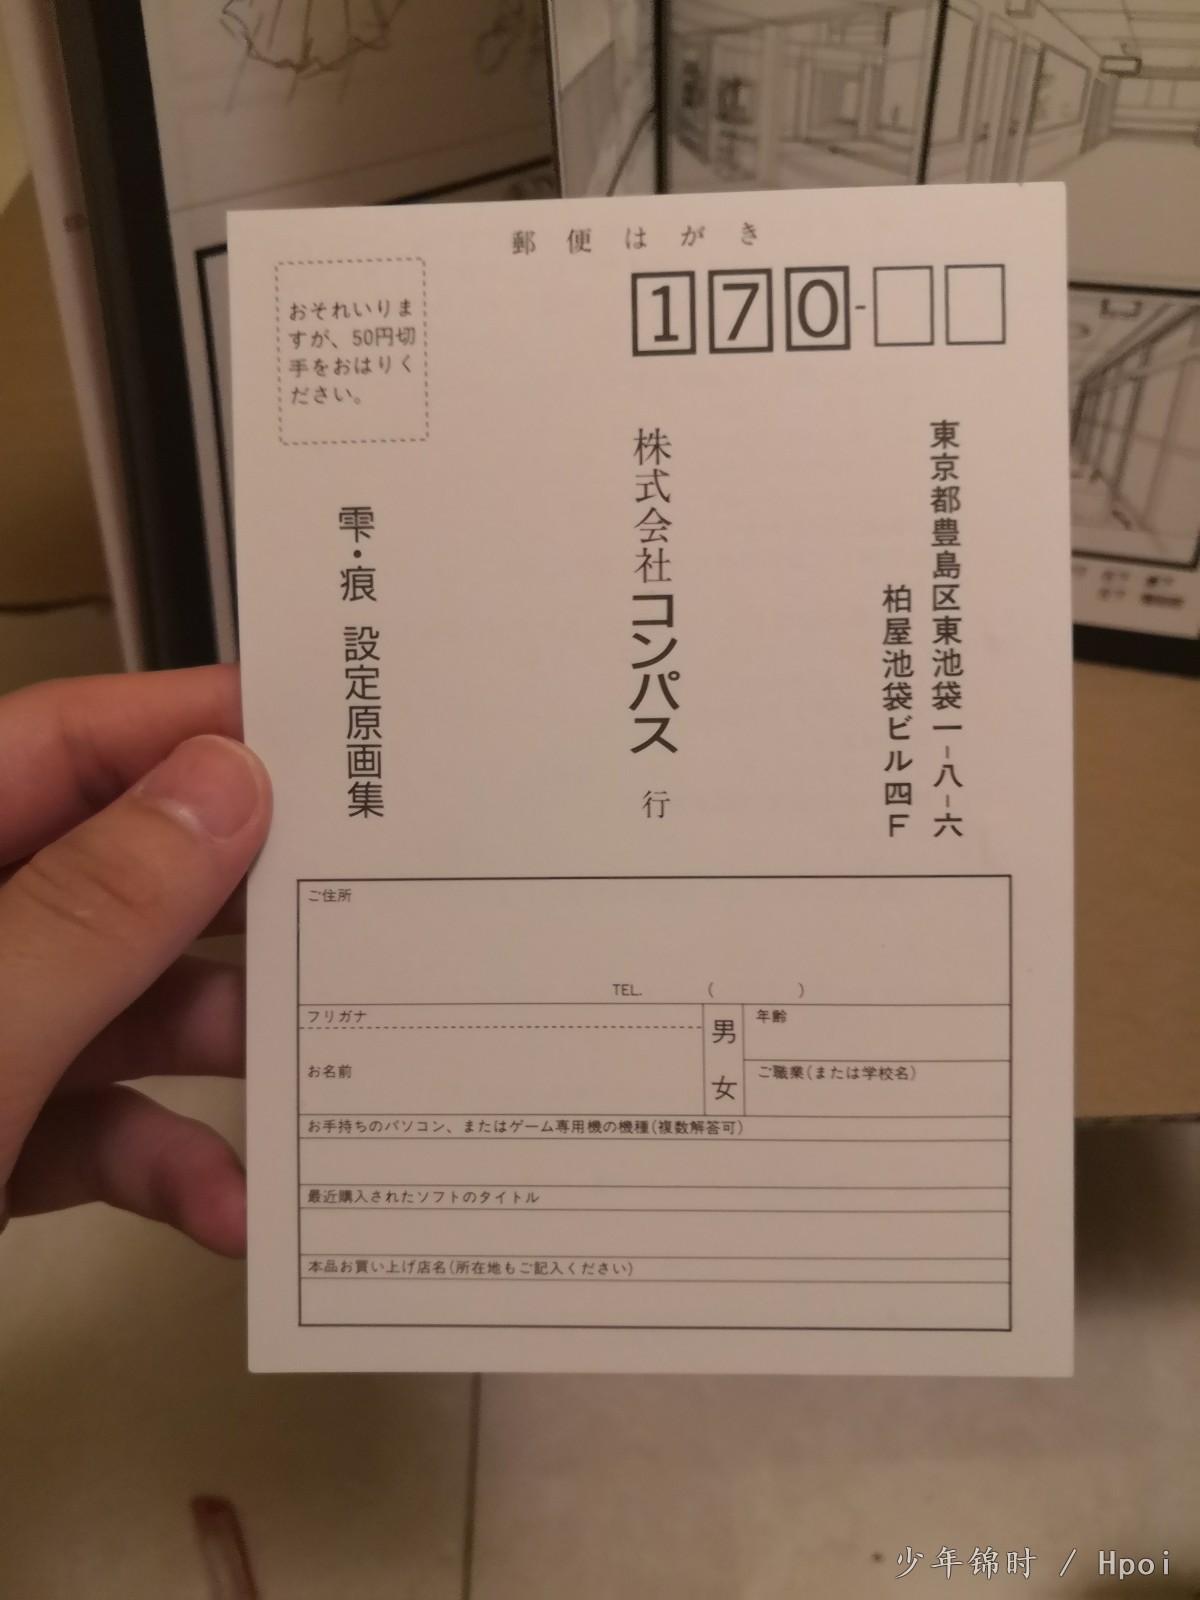 郵便はがき
170-
おそれいりま
すが、50円切
手をおはりく
ださい。
東京都豊島区東池袋一-八-六
柏屋池袋ビル四F
株式会社コンパス 行
雫・痕 設定原画集
ご住所
TEL. ( )
フリガナ
お名前
男
女
年齢
ご職業(または学校名)
お手持ちのパソコン、またはゲーム専用機の機種(複数解答可)
最近購入されたソフトのタイトル
本品お買い上げ店名(所在地もご記入ください)
少年锦时 / Hpoi